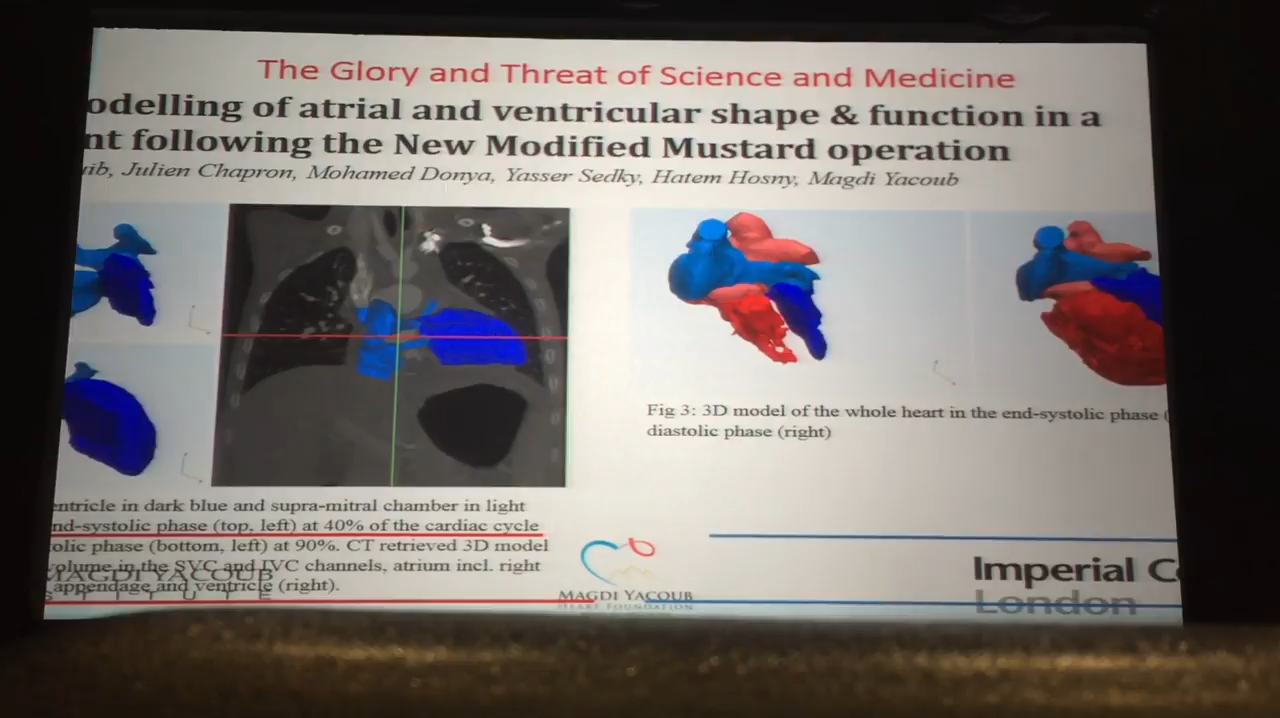 The Glory and Threat of Science and Medicine
odelling of atrial and ventricular shape & function in a
nt following the New Modified Mustard operation
ib, Julien Chapron, Mohamed Donya, Yasser Sedky, Hatem Hosny, Magdi Yacoub
Fig 3: 3D model of the whole heart in the end-systolic phase (
diastolic phase (right)
entricle in dark blue and supra-mitral chamber in light
nd-systolic phase (top, left) at 40% of the cardiac cycle
olic phase (bottom, left) at 90%. CT retrieved 3D model
volume in the SVC and IVC channels, atrium incl. right
appendage and ventricle (right).
MAGDI YACOUB
MAGDI YACOUB
HEART FOUNDATION
Imperial C
London